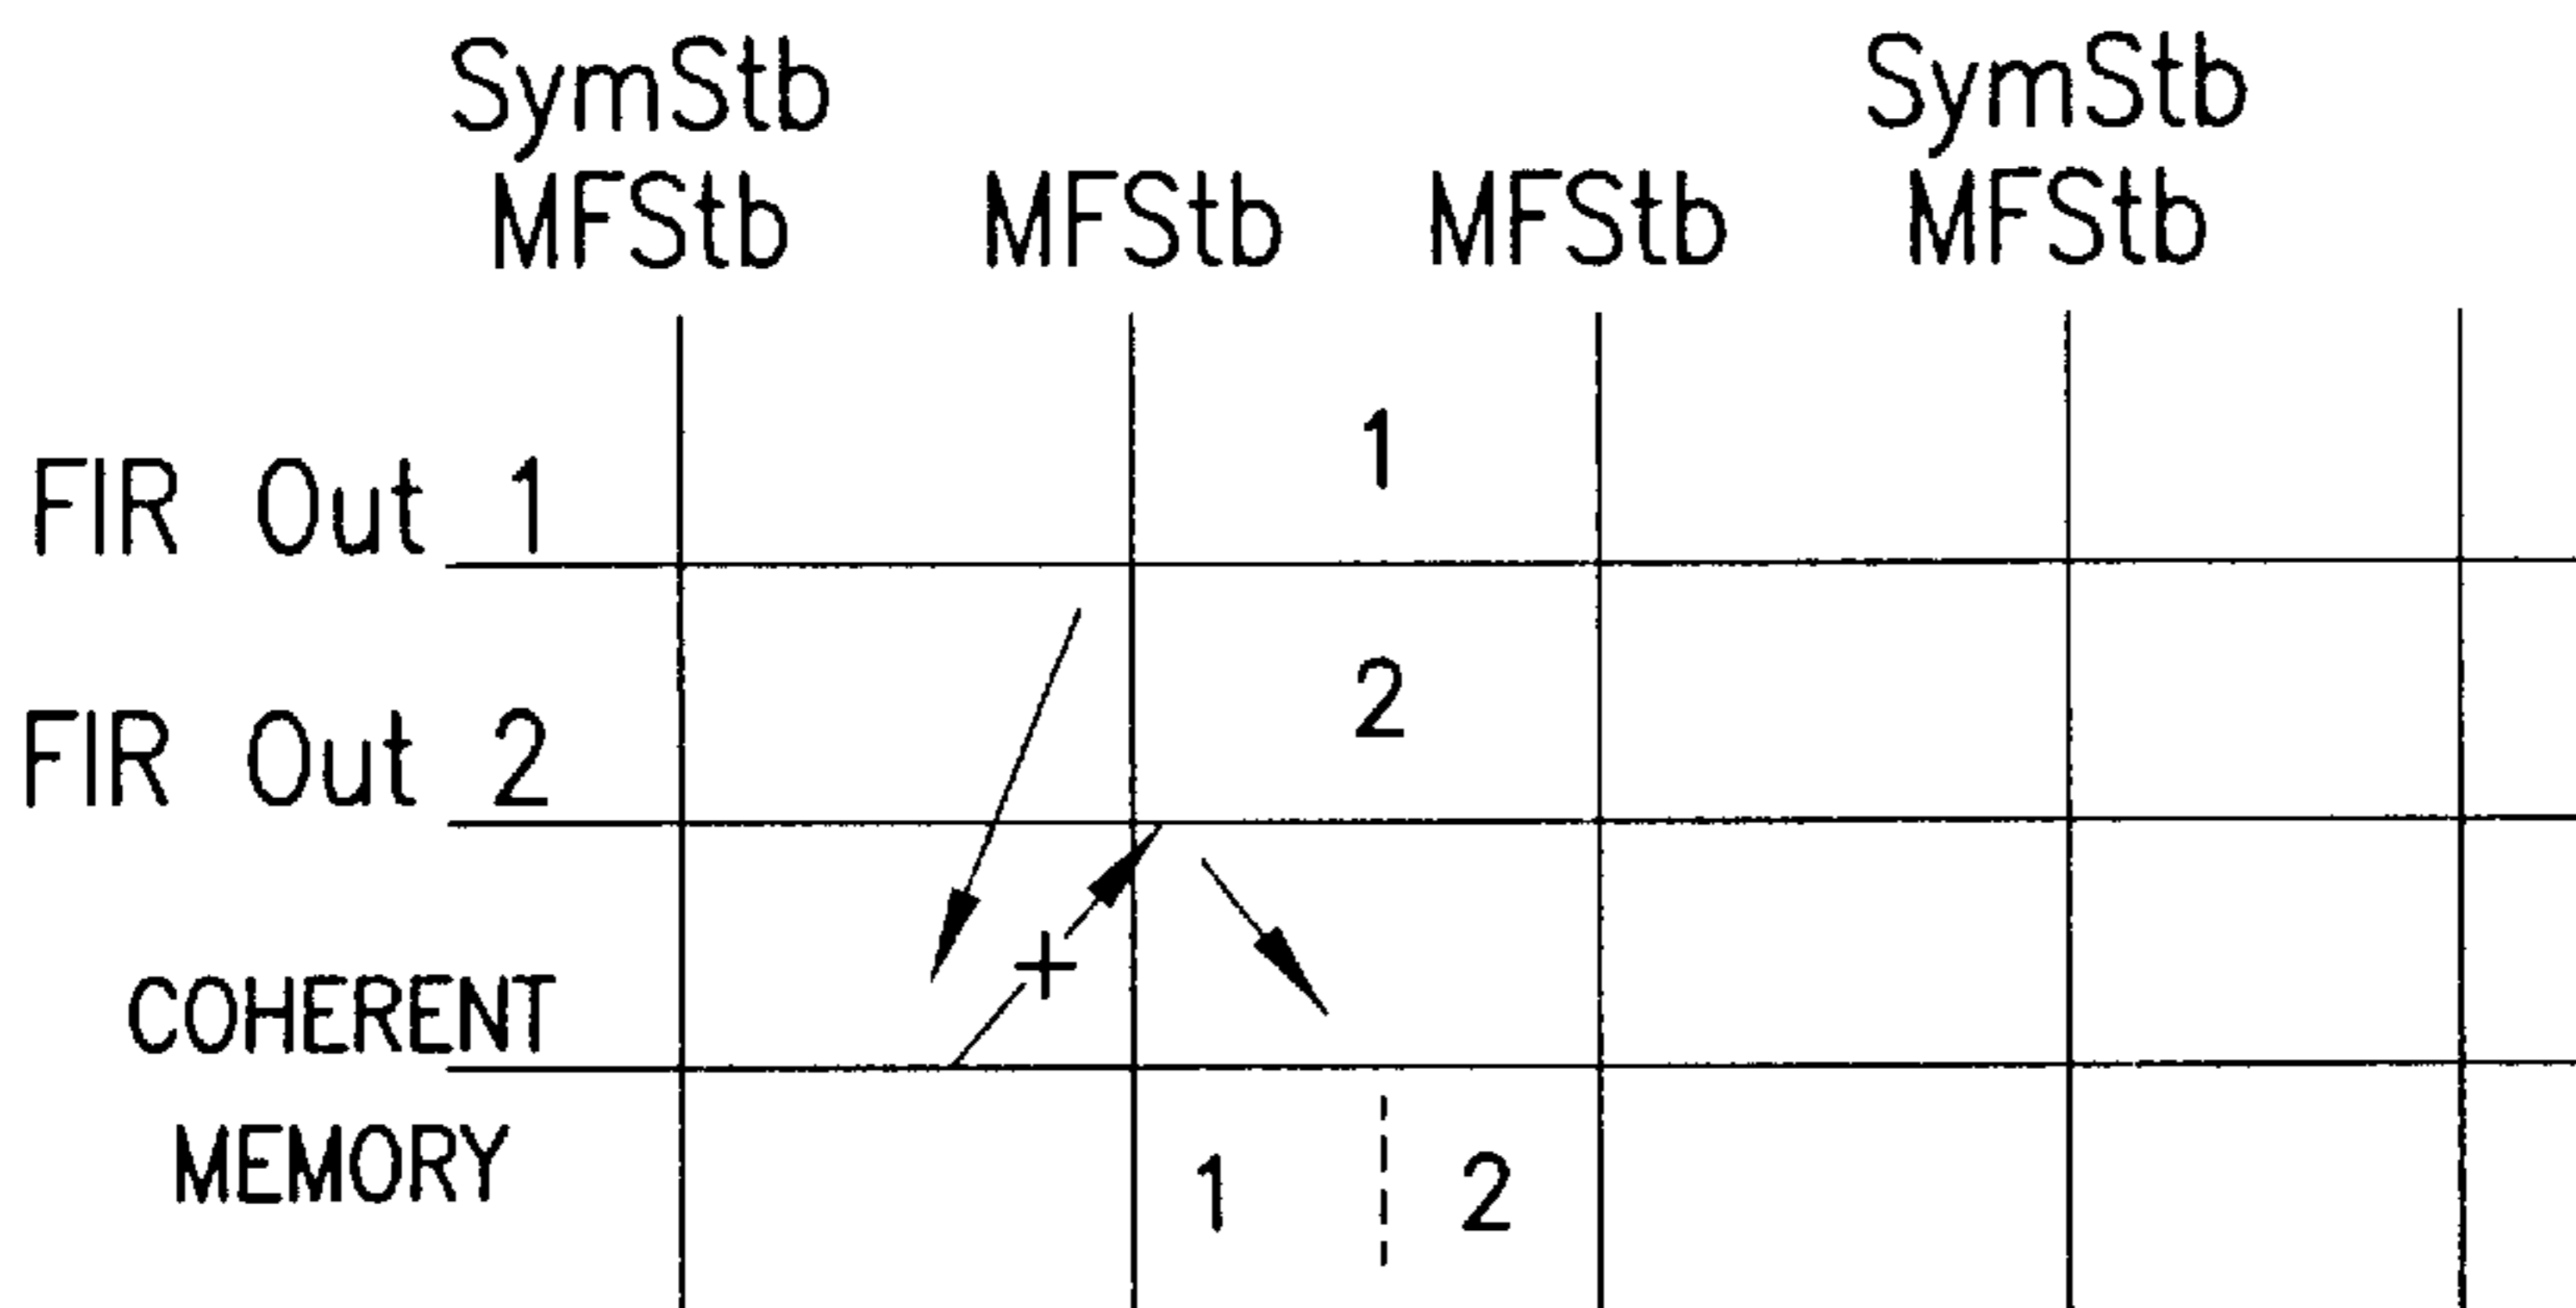 SymStb SymStb
MFStb MFStb MFStb MFStb
1
FIR Out 1
2
FIR Out 2
+
COHERENT
MEMORY 1 2